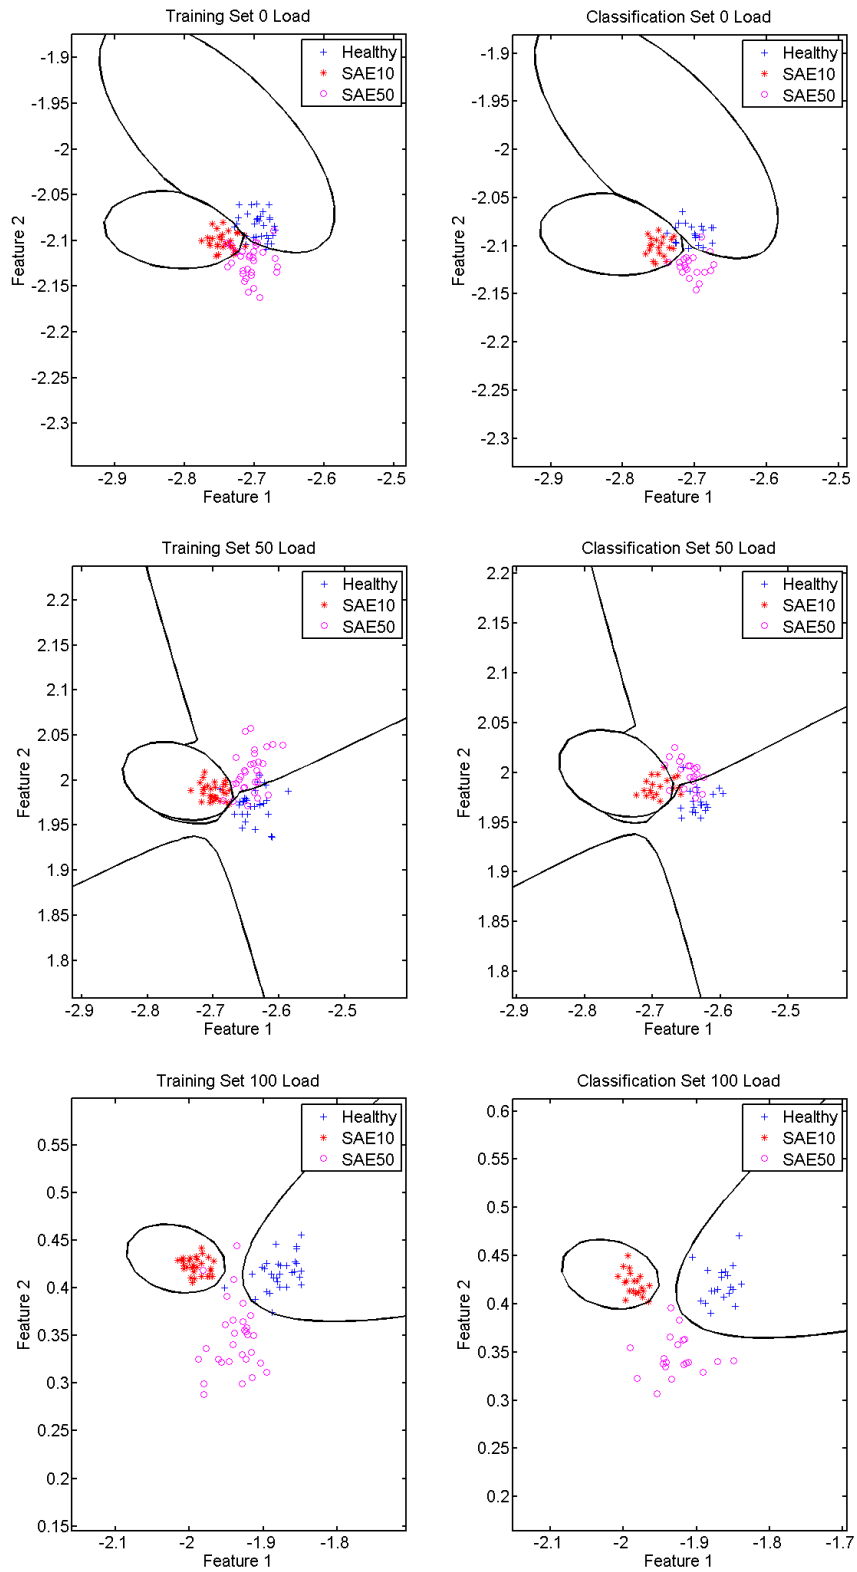 Training Set 0 Load
Healthy
SAE10
SAE50
-1.9
-1.95
-2
-2.05
-2.1
-2.15
-2.2
-2.25
-2.3
Feature 2
-2.9 -2.8 -2.7 -2.6 -2.5
Feature 1
Classification Set 0 Load
Healthy
SAE10
SAE50
-1.9
-1.95
-2
-2.05
-2.1
-2.15
-2.2
-2.25
-2.3
Feature 2
-2.9 -2.8 -2.7 -2.6 -2.5
Feature 1
Training Set 50 Load
Healthy
SAE10
SAE50
2.2
2.15
2.1
2.05
2
1.95
1.9
1.85
1.8
Feature 2
-2.9 -2.8 -2.7 -2.6 -2.5
Feature 1
Classification Set 50 Load
Healthy
SAE10
SAE50
2.2
2.15
2.1
2.05
2
1.95
1.9
1.85
1.8
Feature 2
-2.9 -2.8 -2.7 -2.6 -2.5
Feature 1
Training Set 100 Load
Healthy
SAE10
SAE50
0.55
0.5
0.45
0.4
0.35
0.3
0.25
0.2
0.15
Feature 2
-2.1 -2 -1.9 -1.8
Feature 1
Classification Set 100 Load
Healthy
SAE10
SAE50
0.6
0.55
0.5
0.45
0.4
0.35
0.3
0.25
0.2
Feature 2
-2.1 -2 -1.9 -1.8 -1.7
Feature 1